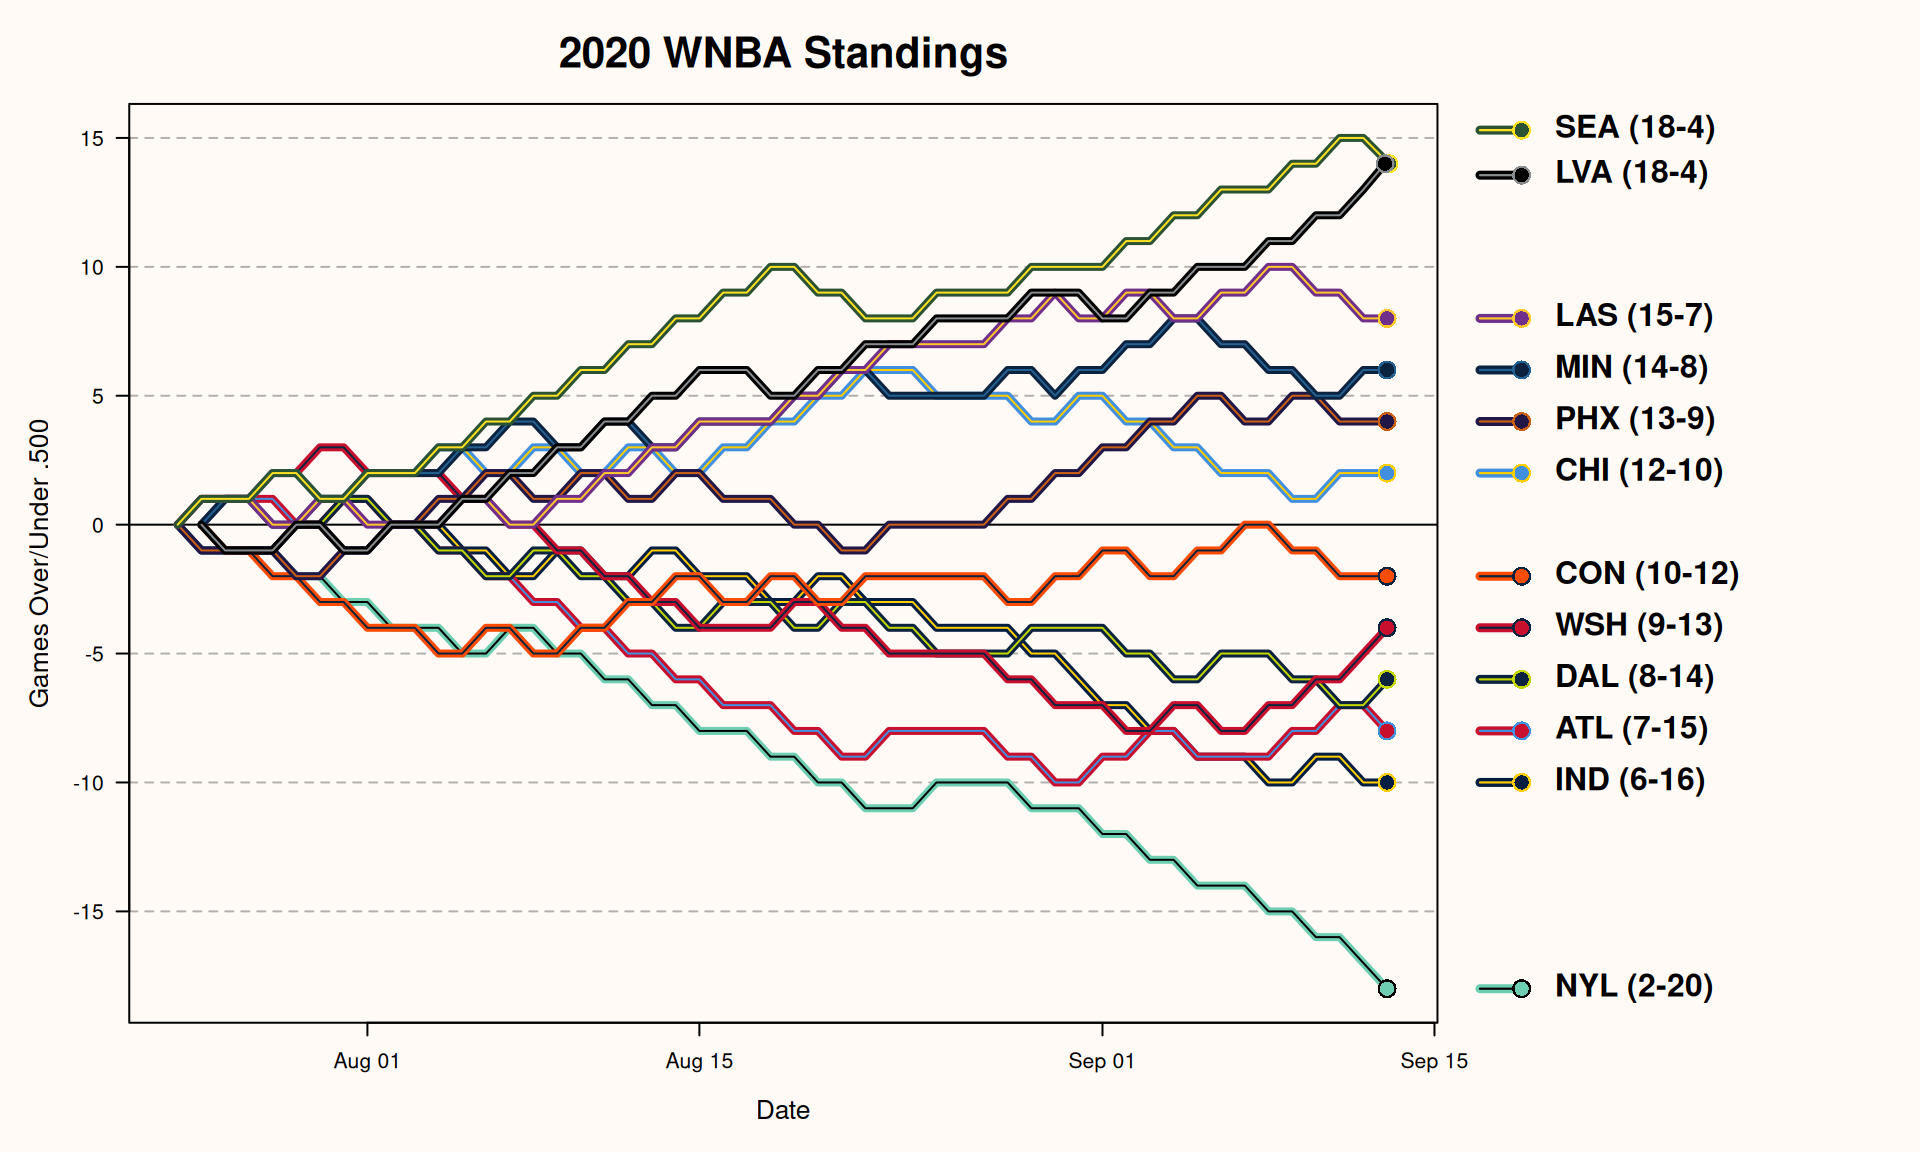 2020 WNBA Standings
Games Over/Under .500
15
10
5
0
-5
-10
-15
Aug 01
Aug 15
Sep 01
Sep 15
Date
SEA (18-4)
LVA (18-4)
LAS (15-7)
MIN (14-8)
PHX (13-9)
CHI (12-10)
CON (10-12)
WSH (9-13)
DAL (8-14)
ATL (7-15)
IND (6-16)
NYL (2-20)